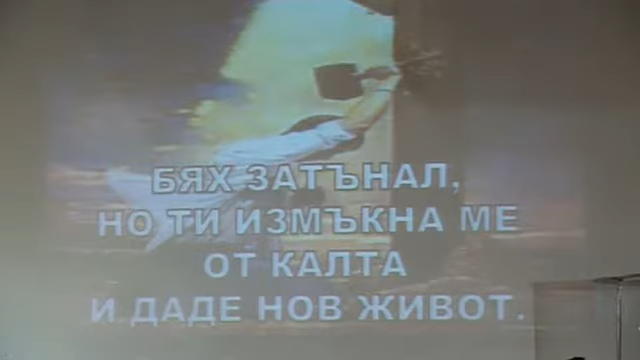 БЯХ ЗАТЪНАЛ,
НО ТИ ИЗМЪКНА МЕ
ОТ КАЛТА
И ДАДЕ НОВ ЖИВОТ.